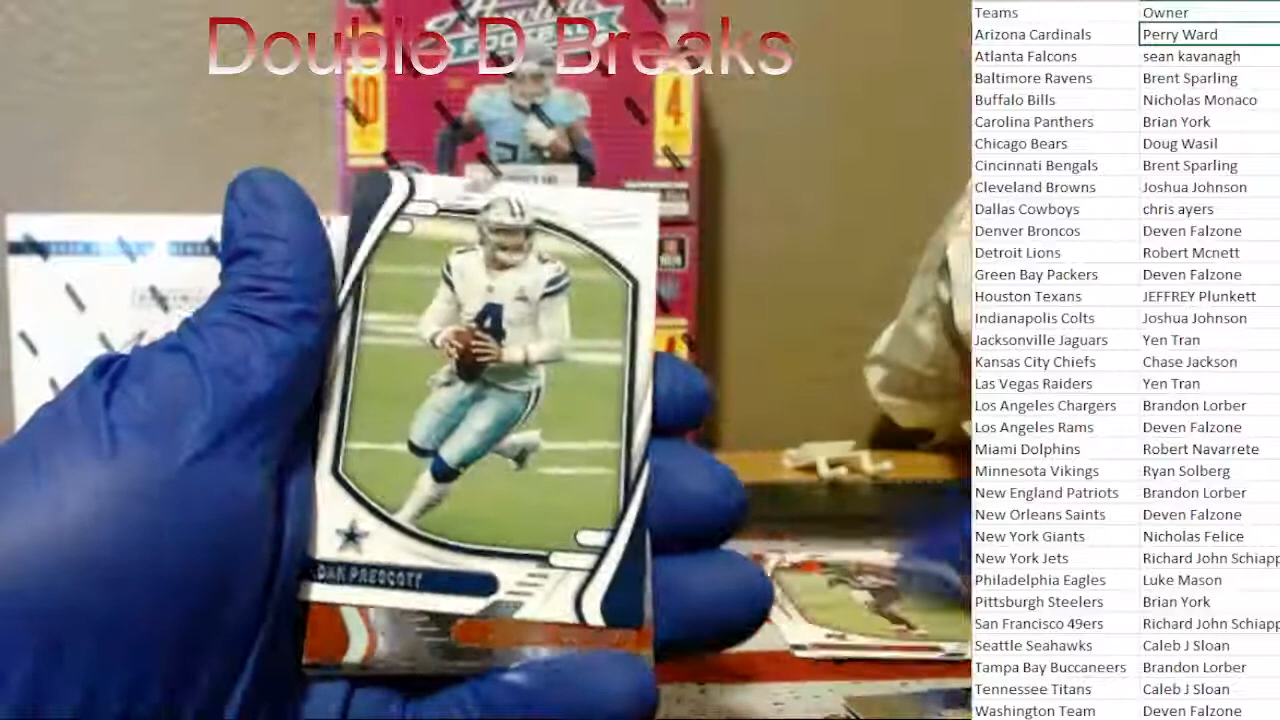 Double D Breaks
Absolute
FOOTBALL
10
4
4
DAK PRESCOTT
Teams Owner
Arizona Cardinals Perry Ward
Atlanta Falcons sean kavanagh
Baltimore Ravens Brent Sparling
Buffalo Bills Nicholas Monaco
Carolina Panthers Brian York
Chicago Bears Doug Wasil
Cincinnati Bengals Brent Sparling
Cleveland Browns Joshua Johnson
Dallas Cowboys chris ayers
Denver Broncos Deven Falzone
Detroit Lions Robert Mcnett
Green Bay Packers Deven Falzone
Houston Texans JEFFREY Plunkett
Indianapolis Colts Joshua Johnson
Jacksonville Jaguars Yen Tran
Kansas City Chiefs Chase Jackson
Las Vegas Raiders Yen Tran
Los Angeles Chargers Brandon Lorber
Los Angeles Rams Deven Falzone
Miami Dolphins Robert Navarrete
Minnesota Vikings Ryan Solberg
New England Patriots Brandon Lorber
New Orleans Saints Deven Falzone
New York Giants Nicholas Felice
New York Jets Richard John Schiapp
Philadelphia Eagles Luke Mason
Pittsburgh Steelers Brian York
San Francisco 49ers Richard John Schiapp
Seattle Seahawks Caleb J Sloan
Tampa Bay Buccaneers Brandon Lorber
Tennessee Titans Caleb J Sloan
Washington Team Deven Falzone